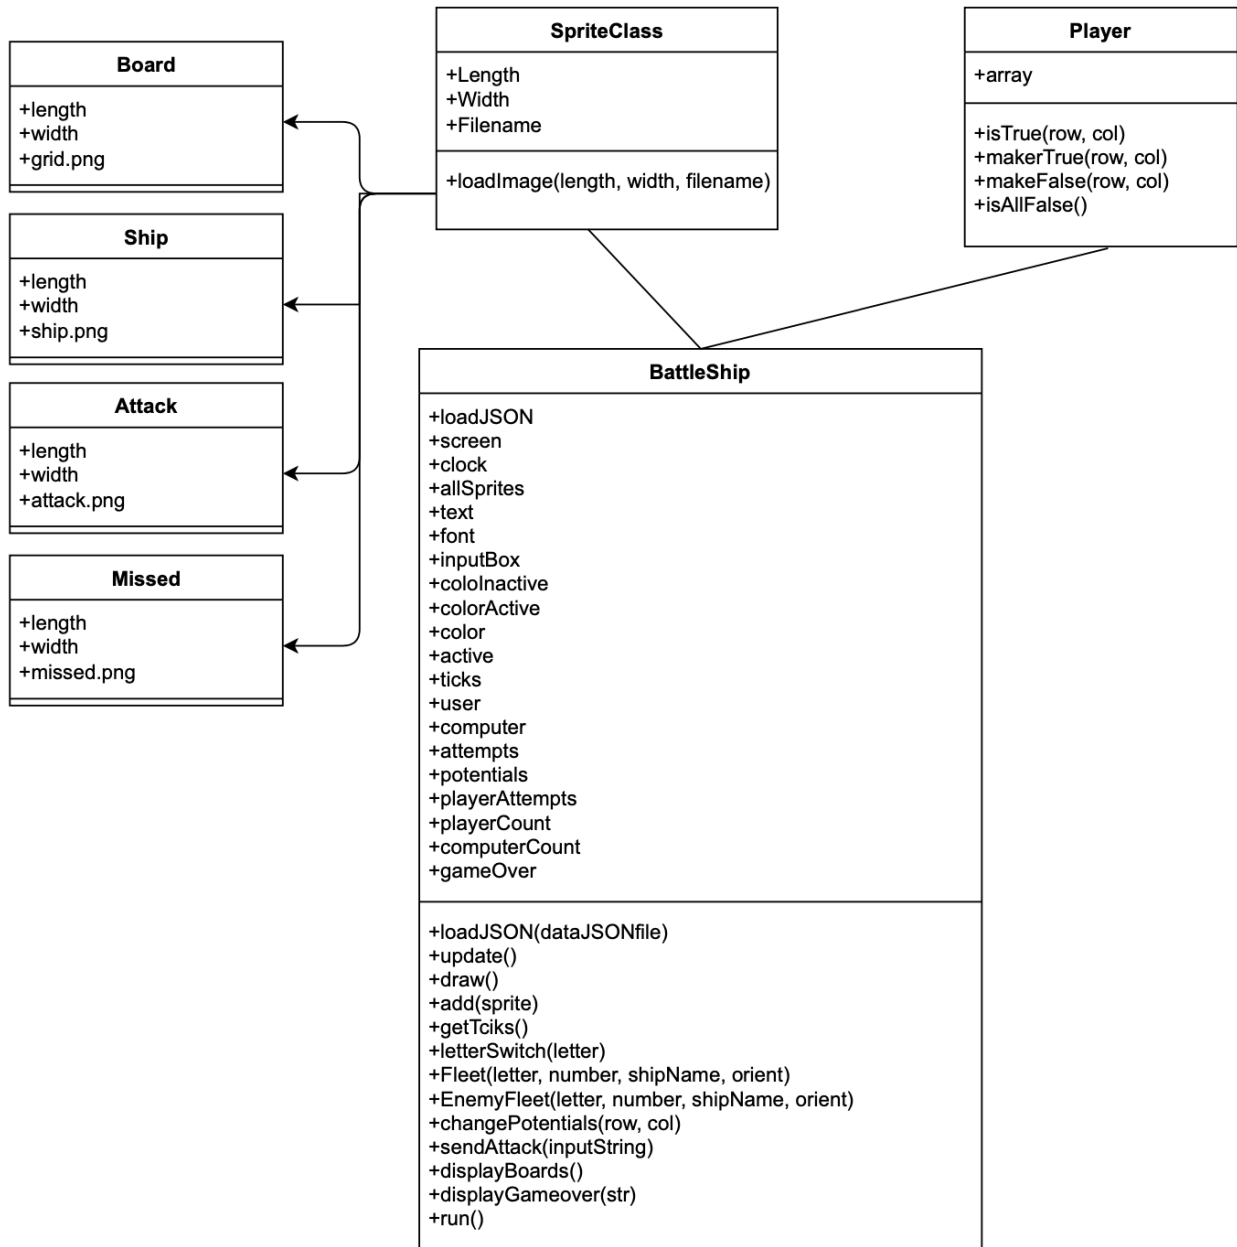 Board
+length
+width
+grid.png
Ship
+length
+width
+ship.png
Attack
+length
+width
+attack.png
Missed
+length
+width
+missed.png
SpriteClass
+Length
+Width
+Filename
+loadImage(length, width, filename)
Player
+array
+isTrue(row, col)
+makerTrue(row, col)
+makeFalse(row, col)
+isAllFalse()
BattleShip
+loadJSON
+screen
+clock
+allSprites
+text
+font
+inputBox
+coloInactive
+colorActive
+color
+active
+ticks
+user
+computer
+attempts
+potentials
+playerAttempts
+playerCount
+computerCount
+gameOver
+loadJSON(dataJSONfile)
+update()
+draw()
+add(sprite)
+getTciks()
+letterSwitch(letter)
+Fleet(letter, number, shipName, orient)
+EnemyFleet(letter, number, shipName, orient)
+changePotentials(row, col)
+sendAttack(inputString)
+displayBoards()
+displayGameover(str)
+run()